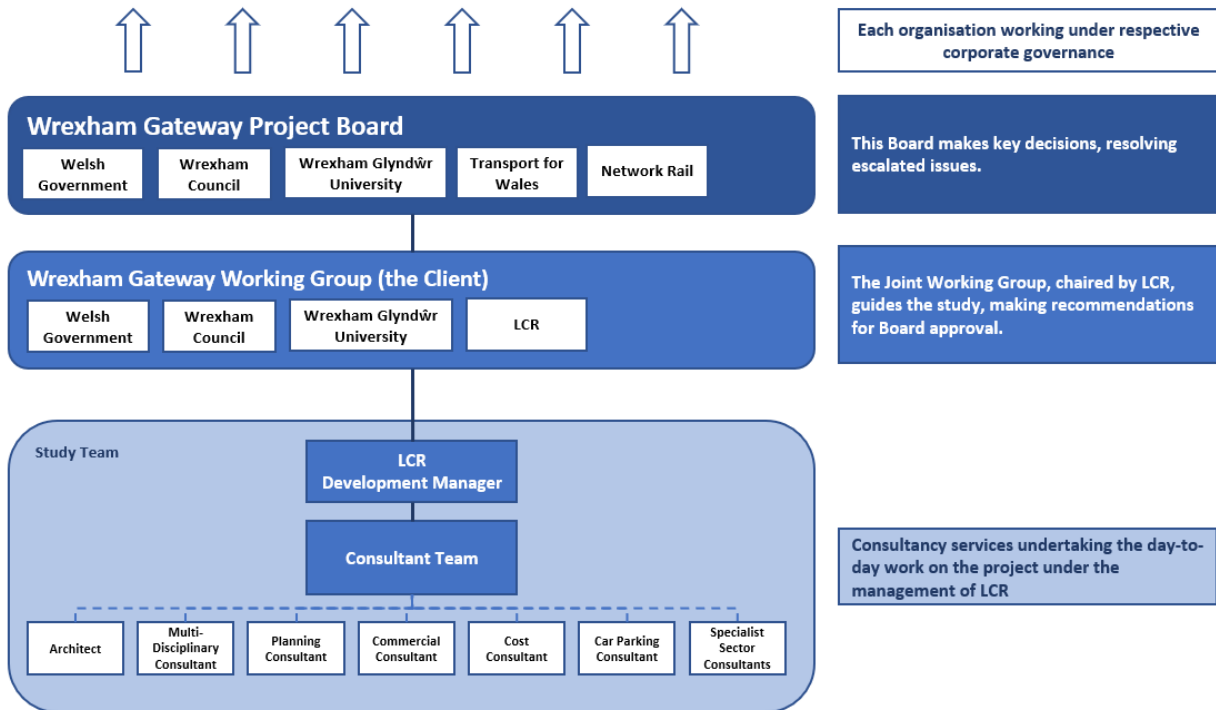 Each organisation working under respective
corporate governance
Wrexham Gateway Project Board
Welsh
Government
Wrexham
Council
Wrexham Glyndŵr
University
Transport for
Wales
Network Rail
This Board makes key decisions, resolving
escalated issues.
Wrexham Gateway Working Group (the Client)
Welsh
Government
Wrexham
Council
Wrexham Glyndŵr
University
LCR
The Joint Working Group, chaired by LCR,
guides the study, making recommendations
for Board approval.
Study Team
LCR
Development Manager
Consultant Team
Consultancy services undertaking the day-to-
day work on the project under the
management of LCR
Architect
Multi-
Disciplinary
Consultant
Planning
Consultant
Commercial
Consultant
Cost
Consultant
Car Parking
Consultant
Specialist
Sector
Consultants